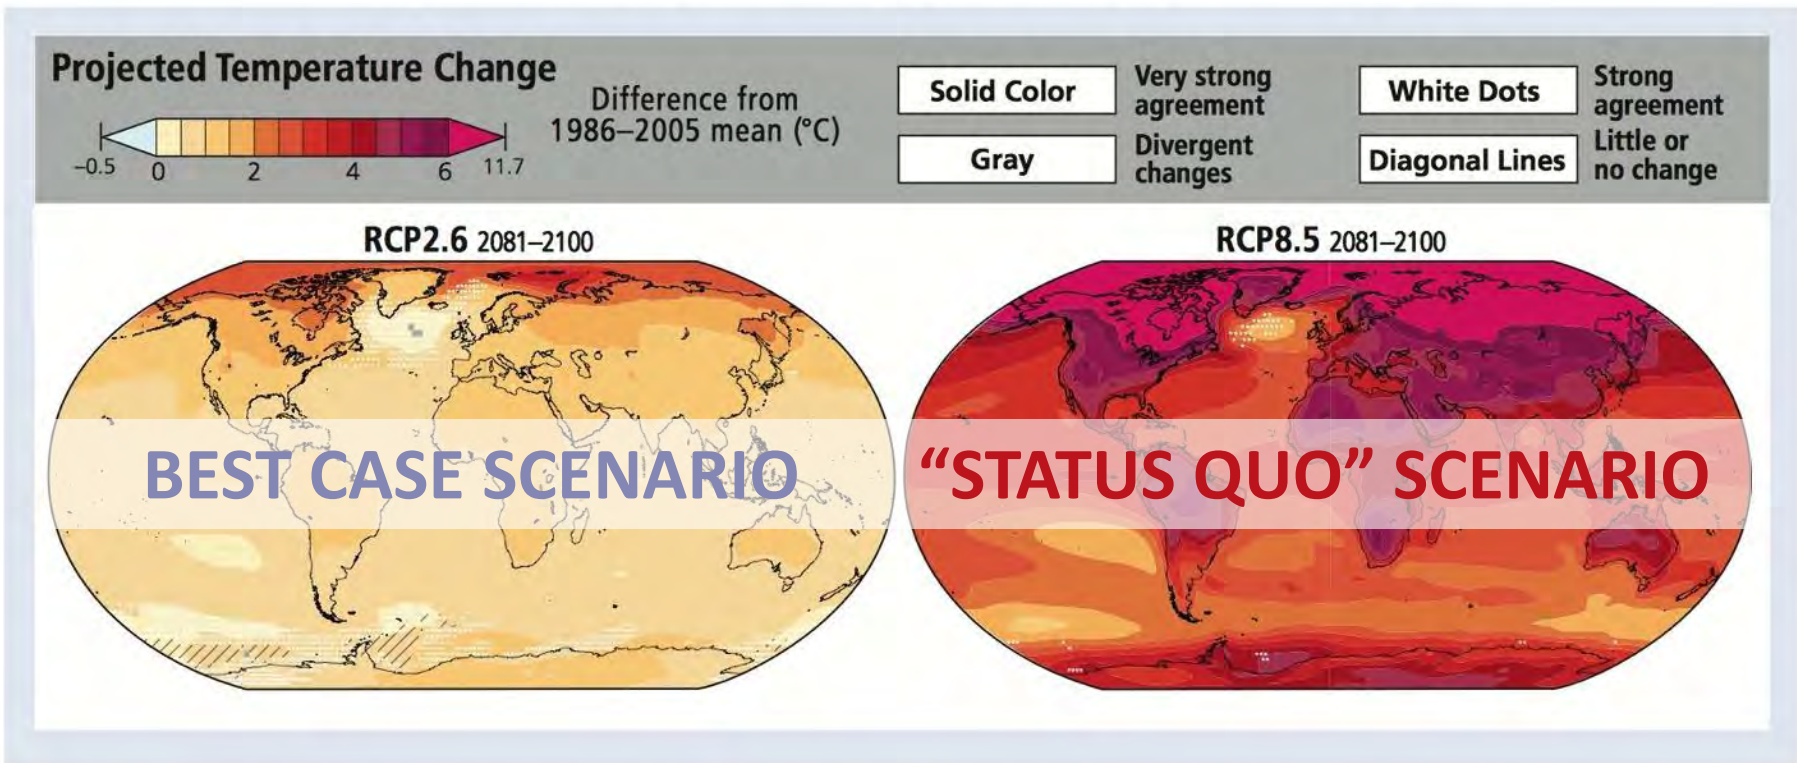 Projected Temperature Change
Difference from
1986–2005 mean (°C)
–0.5 0 2 4 6 11.7
Solid Color
Very strong
agreement
White Dots
Strong
agreement
Gray
Divergent
changes
Diagonal Lines
Little or
no change
RCP2.6 2081–2100
RCP8.5 2081–2100
BEST CASE SCENARIO
“STATUS QUO” SCENARIO